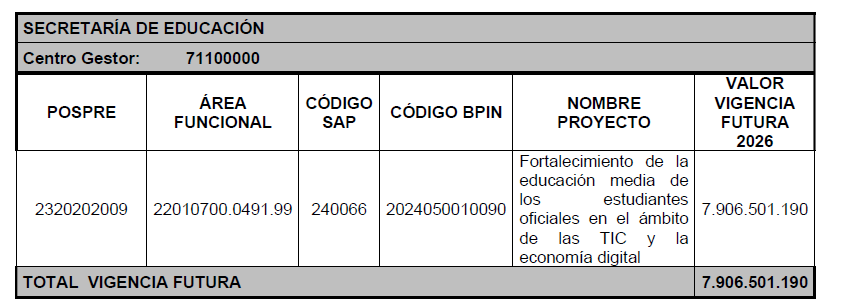 SECRETARÍA DE EDUCACIÓN
Centro Gestor: 71100000
POSPRE
ÁREA
FUNCIONAL
CÓDIGO
SAP
CÓDIGO BPIN
NOMBRE
PROYECTO
VALOR
VIGENCIA
FUTURA
2026
2320202009
22010700.0491.99
240066
2024050010090
Fortalecimiento de la
educación media de
los estudiantes
oficiales en el ámbito
de las TIC y la
economía digital
7.906.501.190
TOTAL VIGENCIA FUTURA
7.906.501.190